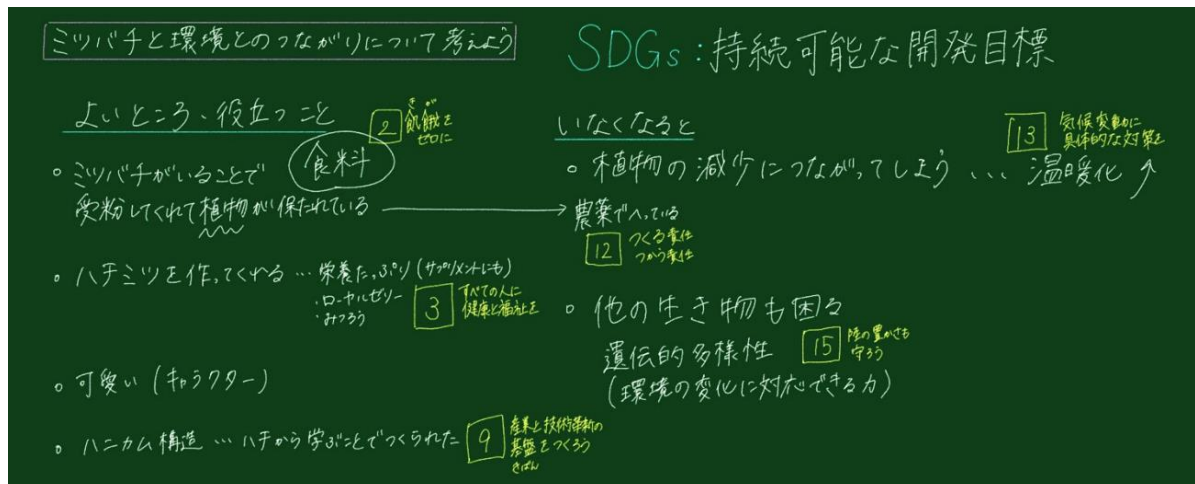 ミツバチと環境とのつながりについて考えよう
SDGs:持続可能な開発目標
よいところ、役立つこと
2
きが
飢餓を
ゼロに
。ミツバチがいることで
食料
受粉してくれて植物が保たれている
。ハチミツを作ってくれる…栄養たっぷり(サプリメントにも)
・ローヤルゼリー
・みつろう
3
すべての人に
健康と福祉を
。可愛い(キャラクター)
。ハニカム構造…ハチから学ぶことでつくられた
9
産業と技術革新の
基盤をつくろう
きばん
いなくなると
。植物の減少につながってしまう...温暖化↗
13
気候変動に
具体的な対策を
→農薬でへっている
12
つくる責任
つかう責任
。他の生き物も困る
遺伝的多様性
15
陸の豊かさも
守ろう
(環境の変化に対応できる力)